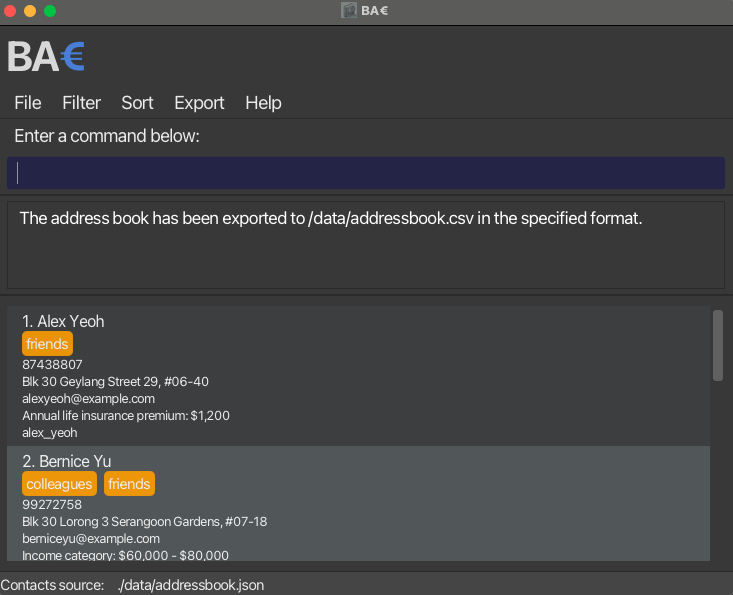 BA€
BA€
File Filter Sort Export Help
Enter a command below:
The address book has been exported to /data/addressbook.csv in the specified format.
1. Alex Yeoh
friends
87438807
Blk 30 Geylang Street 29, #06-40
alexyeoh@example.com
Annual life insurance premium: $1,200
alex_yeoh
2. Bernice Yu
colleagues friends
99272758
Blk 30 Lorong 3 Serangoon Gardens, #07-18
berniceyu@example.com
Income category: $60,000 - $80,000
Contacts source: ./data/addressbook.json